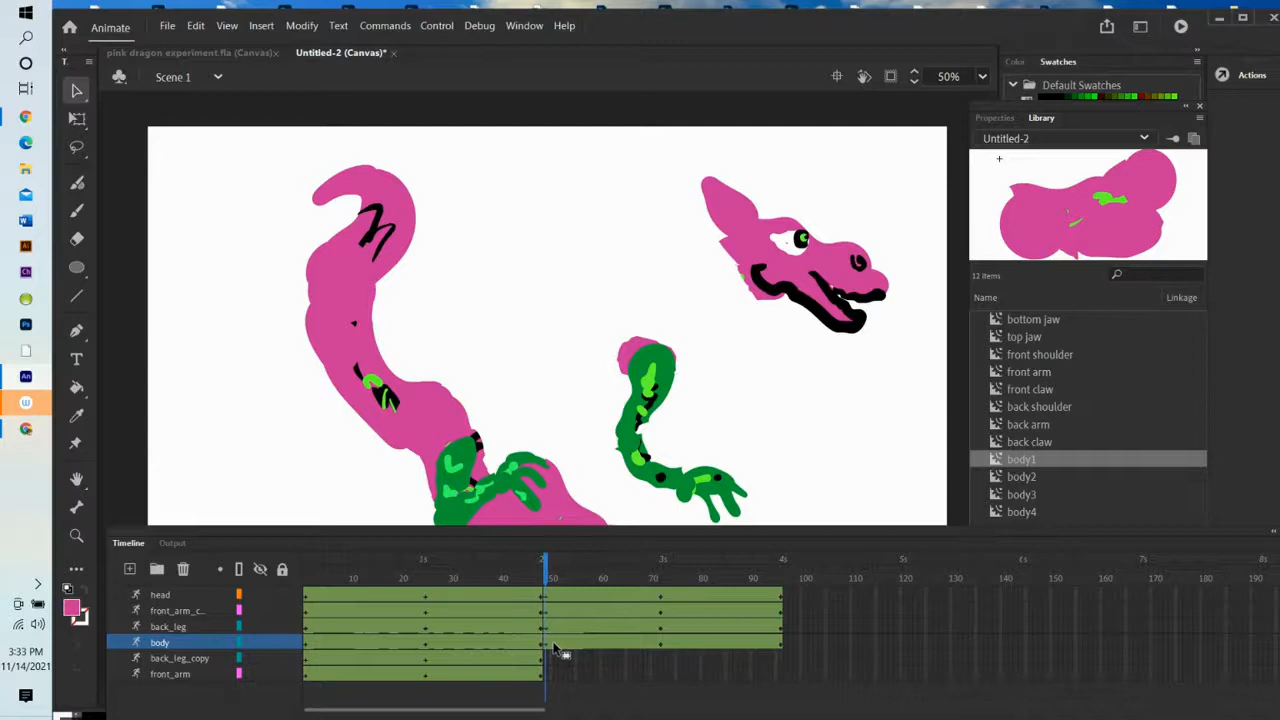 Animate
File Edit View Insert Modify Text Commands Control Debug Window Help
pink dragon experiment.fla (Canvas)
Untitled-2 (Canvas)*
Color
Swatches
Scene 1
50%
Default Swatches
Actions
Properties
Library
Untitled-2
12 Items
Name
Linkage
bottom jaw
top jaw
front shoulder
front arm
front claw
back shoulder
back arm
back claw
body1
body2
body3
body4
Timeline
Output
1s 2 3s 4s 5s 6s 7s 8s
10 20 30 40 50 60 70 80 90 100 110 120 130 140 150 160 170 180 190
head
front_arm_c...
back_leg
body
back_leg_copy
front_arm
3:33 PM
11/14/2021